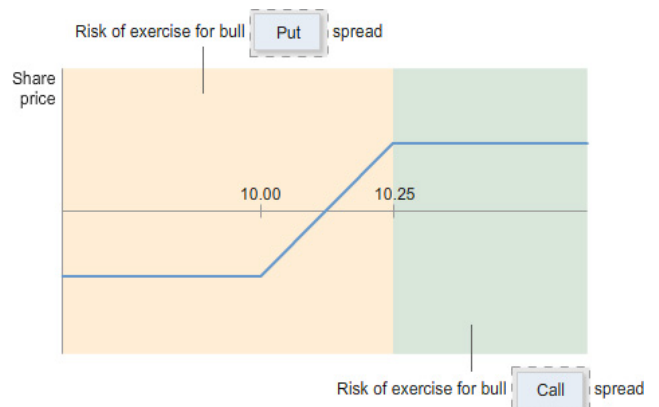 Risk of exercise for bull Put spread
Share
price
10.00 10.25
Risk of exercise for bull Call spread